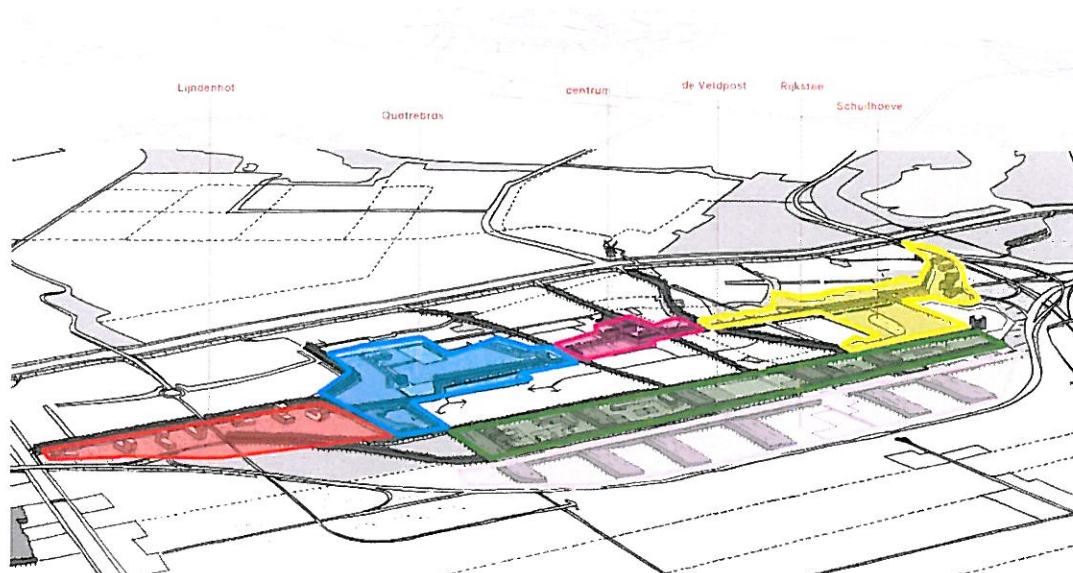 Lijndenhof
Quatrebras
centrum
de Veldpost
Rijkstee
Schuilhoeve